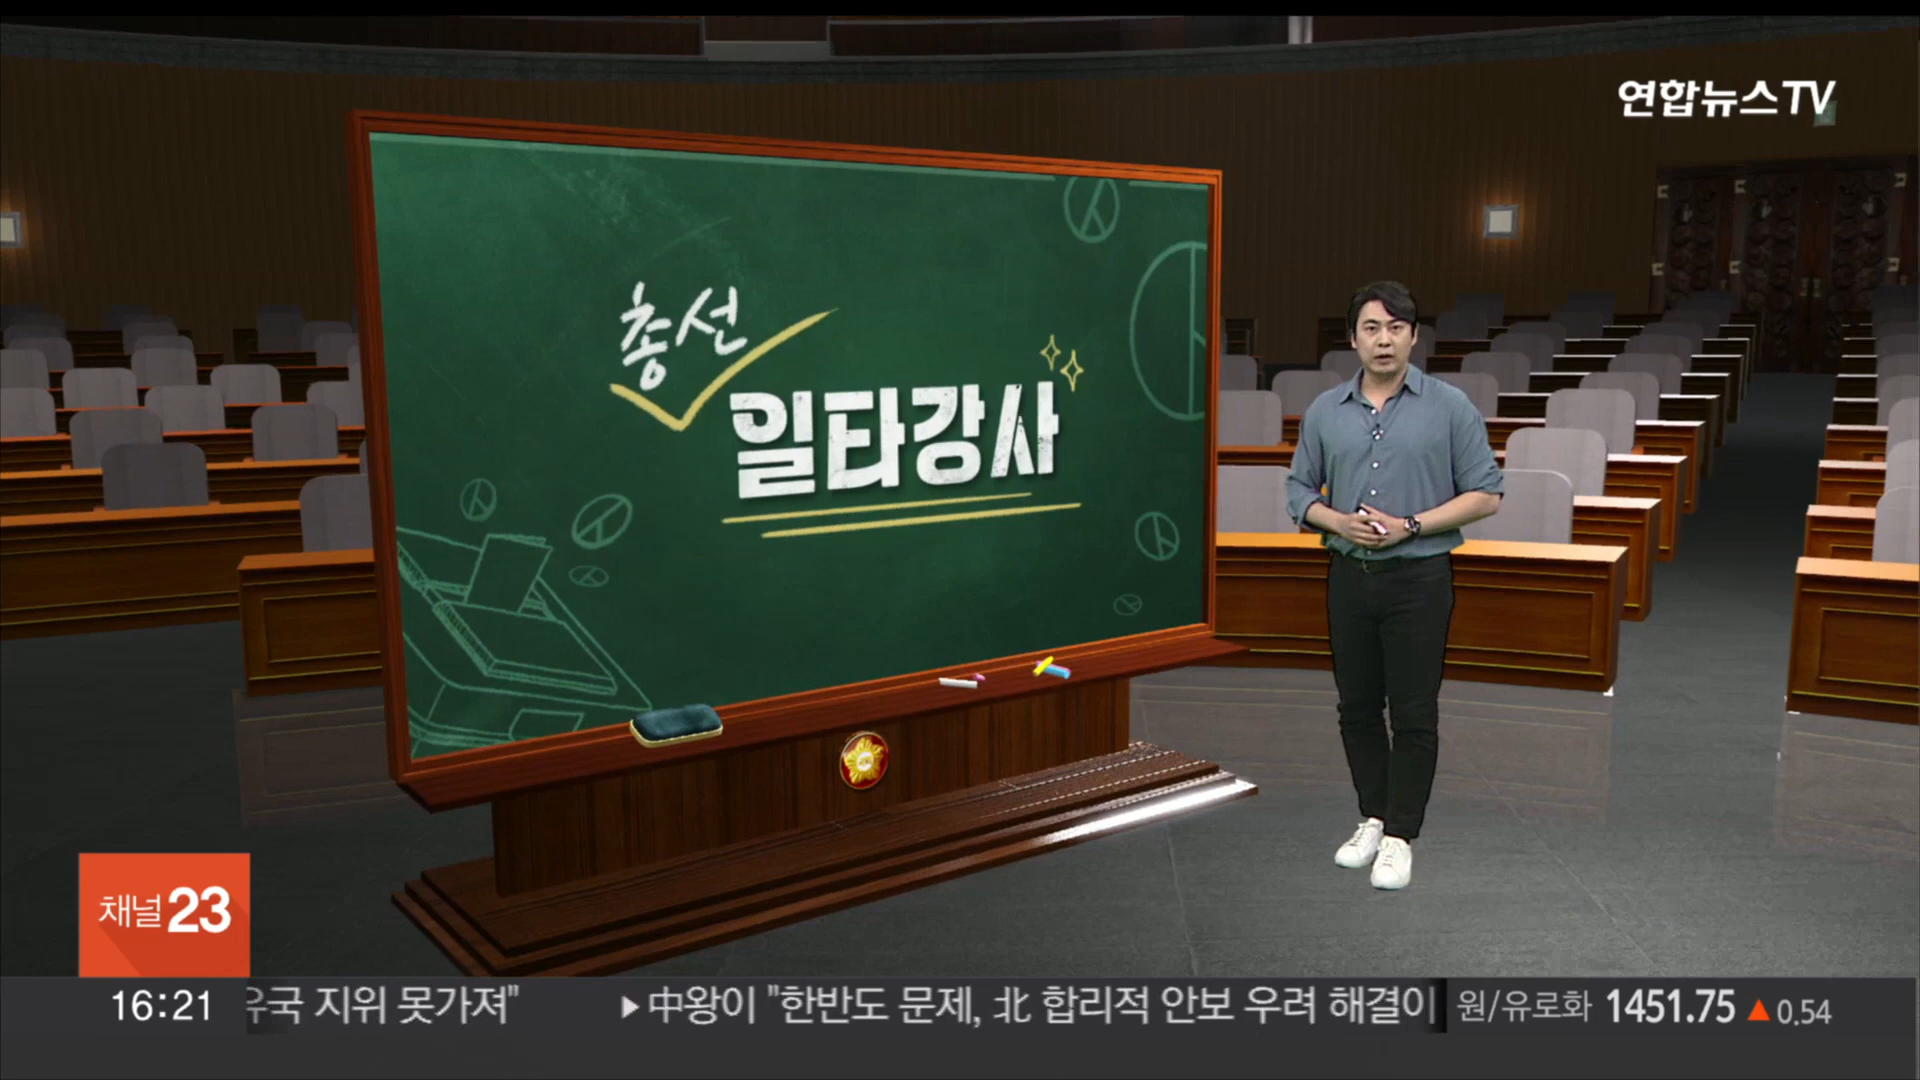 연합뉴스TV
총선
일타강사
채널23
16:21
우국 지위 못가져" ▶中왕이 "한반도 문제, 北 합리적 안보 우려 해결이
원/유로화 1451.75 ▲0.54